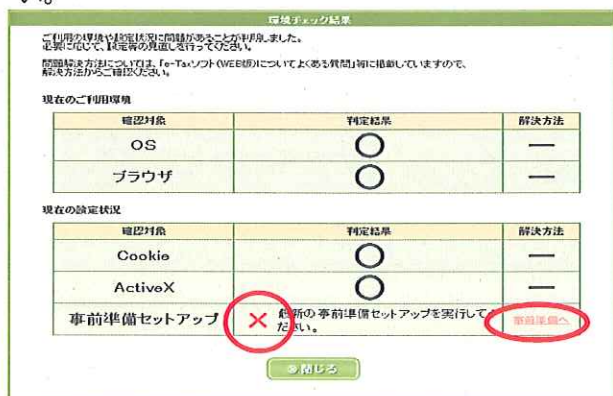 い。
環境チェック結果
ご利用の環境や設定状況に問題があることが判明しました。
必要に応じて、設定等の見直しを行ってください。
問題解決方法については、「e-Taxソフト(WEB版)についてよくある質問」等に掲載していますので、
解決方法からご確認ください。
現在のご利用環境
確認対象 判定結果 解決方法
OS ○ ―
ブラウザ ○ ―
現在の設定状況
確認対象 判定結果 解決方法
Cookie ○ ―
ActiveX ○ ―
事前準備セットアップ × 最新の事前準備セットアップを実行してく 事前準備へ
ださい。
閉じる